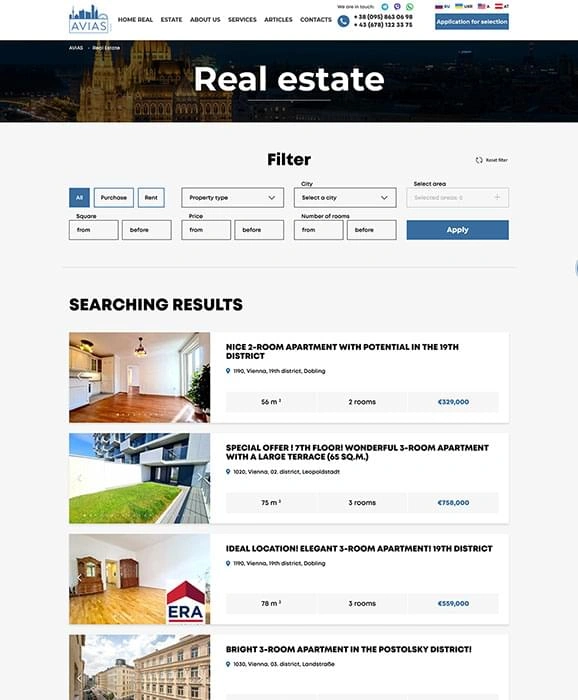 We are in touch:
RU UKR A AT
AVIAS
HOME REAL ESTATE ABOUT US SERVICES ARTICLES CONTACTS
+ 38 (095) 863 06 98
+ 43 (678) 122 33 75
Application for selection
AVIAS • Real Estate
Real estate
Filter
Reset filter
All Purchase Rent
Property type
City
Select a city
Select area
Selected areas: 0
Square
from before
Price
from before
Number of rooms
from before
Apply
SEARCHING RESULTS
NICE 2-ROOM APARTMENT WITH POTENTIAL IN THE 19TH
DISTRICT
1190, Vienna, 19th district, Dobling
56 m ² 2 rooms €329,000
SPECIAL OFFER ! 7TH FLOOR! WONDERFUL 3-ROOM APARTMENT
WITH A LARGE TERRACE (65 SQ.M.)
1020, Vienna, 02. district, Leopoldstadt
75 m ² 3 rooms €758,000
IDEAL LOCATION! ELEGANT 3-ROOM APARTMENT! 19TH DISTRICT
1190, Vienna, 19th district, Dobling
ERA
78 m ² 3 rooms €559,000
BRIGHT 3-ROOM APARTMENT IN THE POSTOLSKY DISTRICT!
1030, Vienna, 03. district, Landstraße